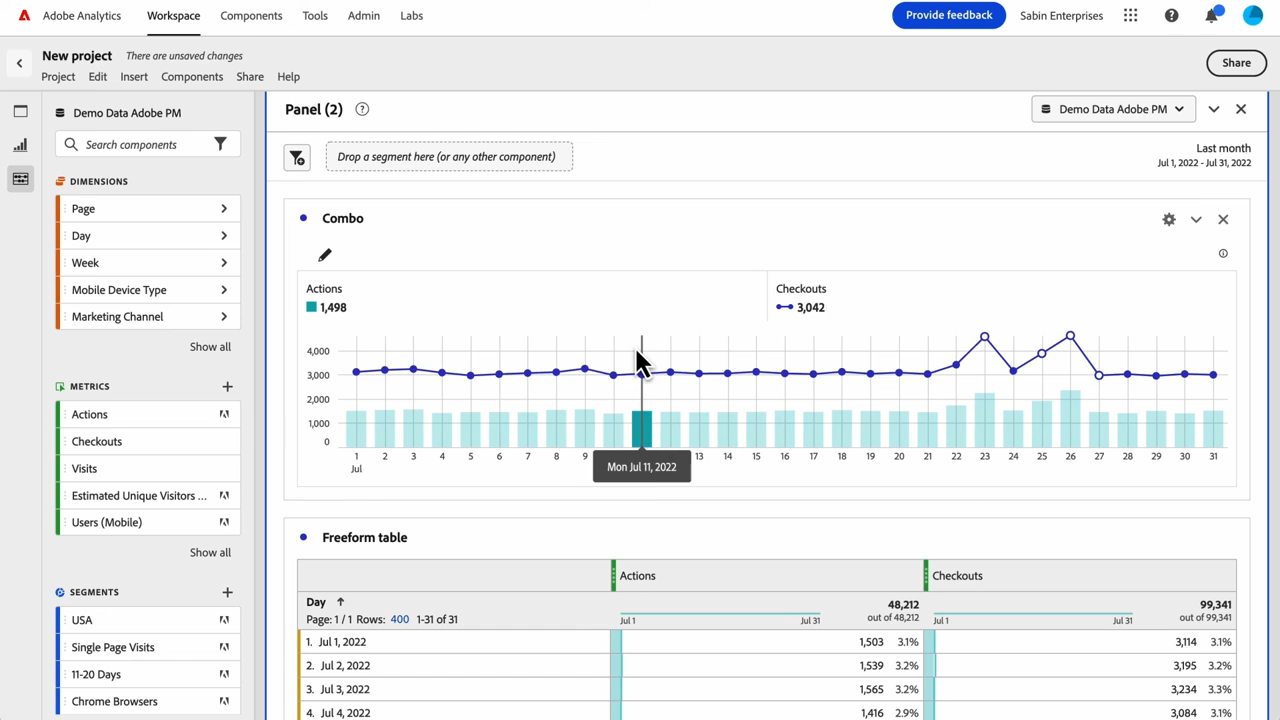 Adobe Analytics Workspace Components Tools Admin Labs Provide feedback Sabin Enterprises
New project There are unsaved changes
Project Edit Insert Components Share Help
Share
Demo Data Adobe PM
Search components
DIMENSIONS
Page
Day
Week
Mobile Device Type
Marketing Channel
Show all
METRICS
Actions
Checkouts
Visits
Estimated Unique Visitors ...
Users (Mobile)
Show all
SEGMENTS
USA
Single Page Visits
11-20 Days
Chrome Browsers
Panel (2)
Demo Data Adobe PM
Drop a segment here (or any other component)
Last month
Jul 1, 2022 - Jul 31, 2022
Combo
Actions
1,498
Checkouts
3,042
4,000
3,000
2,000
1,000
0
1 2 3 4 5 6 7 8 9 13 14 15 16 17 18 19 20 21 22 23 24 25 26 27 28 29 30 31
Jul
Mon Jul 11, 2022
Freeform table
Actions Checkouts
Day
Page: 1 / 1 Rows: 400 1-31 of 31
Jul 1 Jul 31
48,212
out of 48,212
Jul 1 Jul 31
99,341
out of 99,341
1. Jul 1, 2022 1,503 3.1% 3,114 3.1%
2. Jul 2, 2022 1,539 3.2% 3,195 3.2%
3. Jul 3, 2022 1,565 3.2% 3,234 3.3%
4. Jul 4, 2022 1,416 2.9% 3,084 3.1%